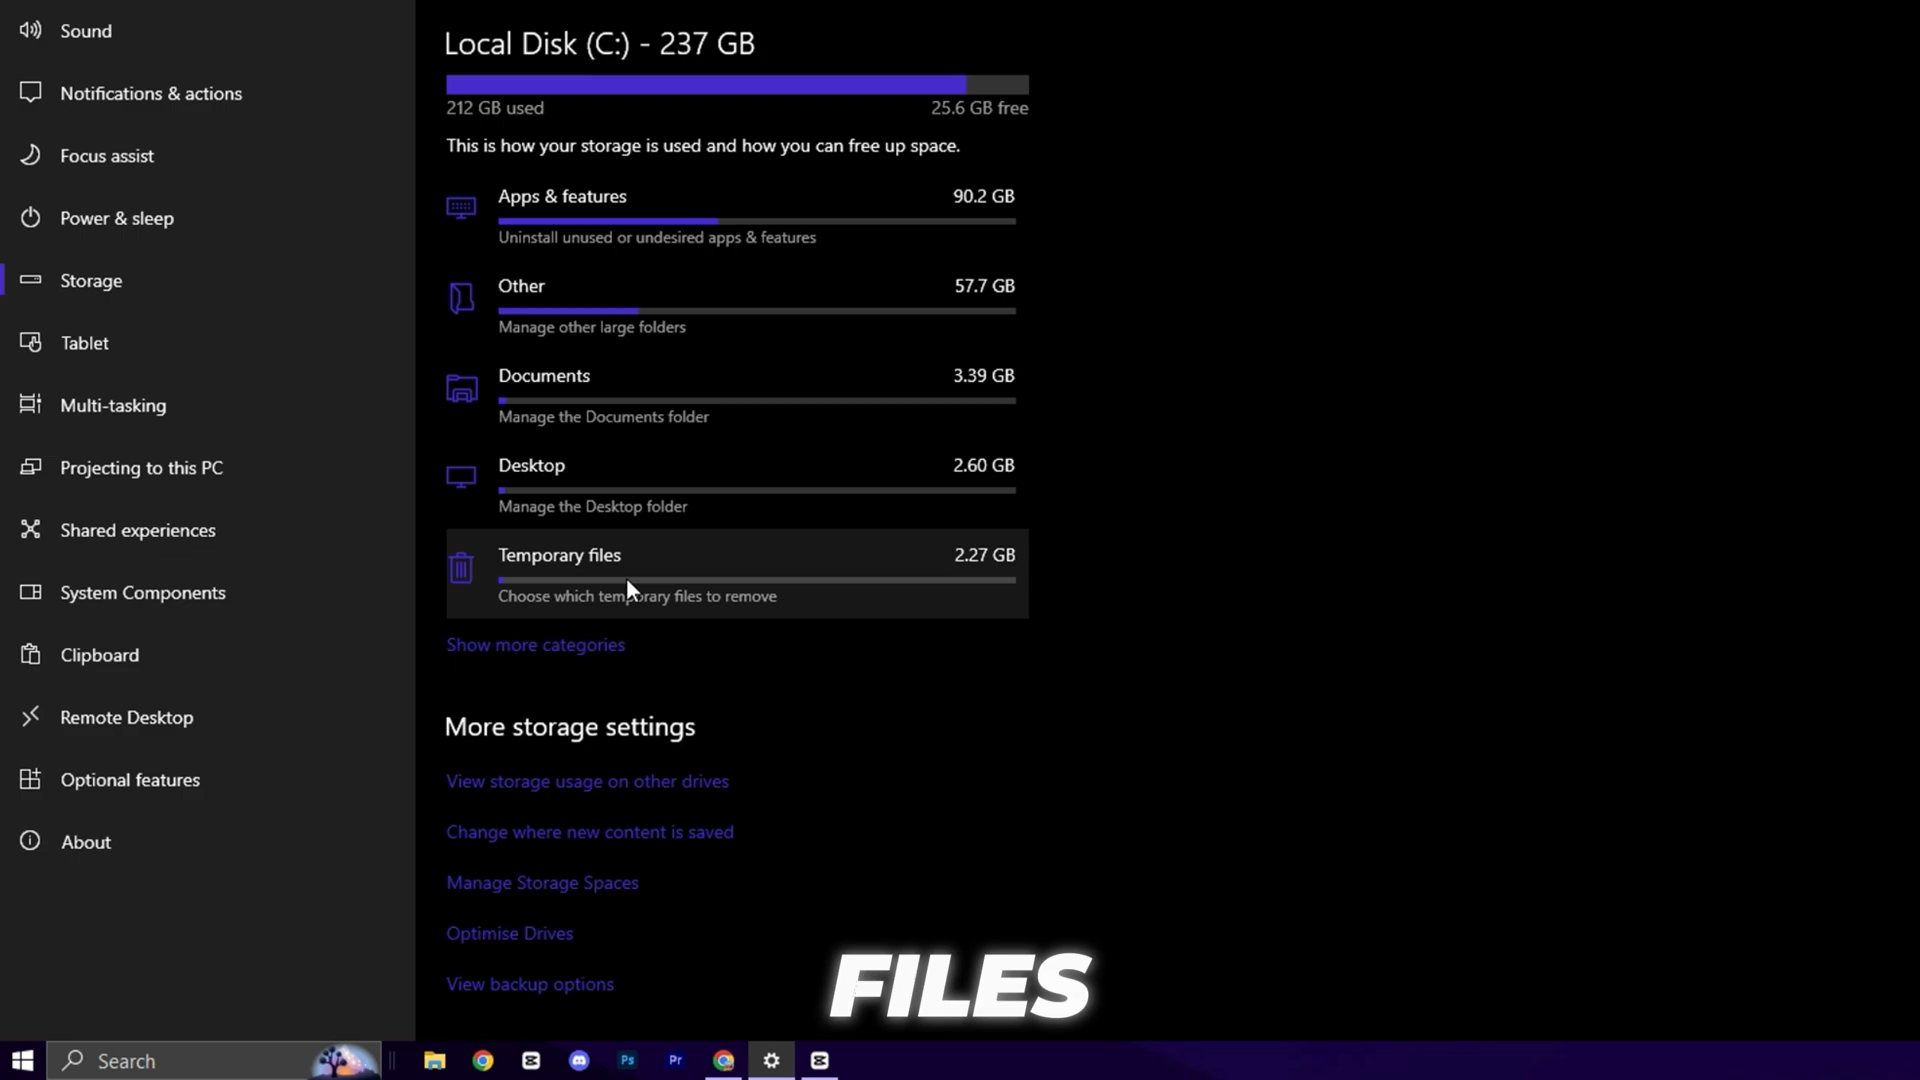 Sound
Notifications & actions
Focus assist
Power & sleep
Storage
Tablet
Multi-tasking
Projecting to this PC
Shared experiences
System Components
Clipboard
Remote Desktop
Optional features
About
Local Disk (C:) - 237 GB
212 GB used 25.6 GB free
This is how your storage is used and how you can free up space.
Apps & features 90.2 GB
Uninstall unused or undesired apps & features
Other 57.7 GB
Manage other large folders
Documents 3.39 GB
Manage the Documents folder
Desktop 2.60 GB
Manage the Desktop folder
Temporary files 2.27 GB
Choose which temporary files to remove
Show more categories
More storage settings
View storage usage on other drives
Change where new content is saved
Manage Storage Spaces
Optimise Drives
View backup options
FILES
Search
Ps
Pr